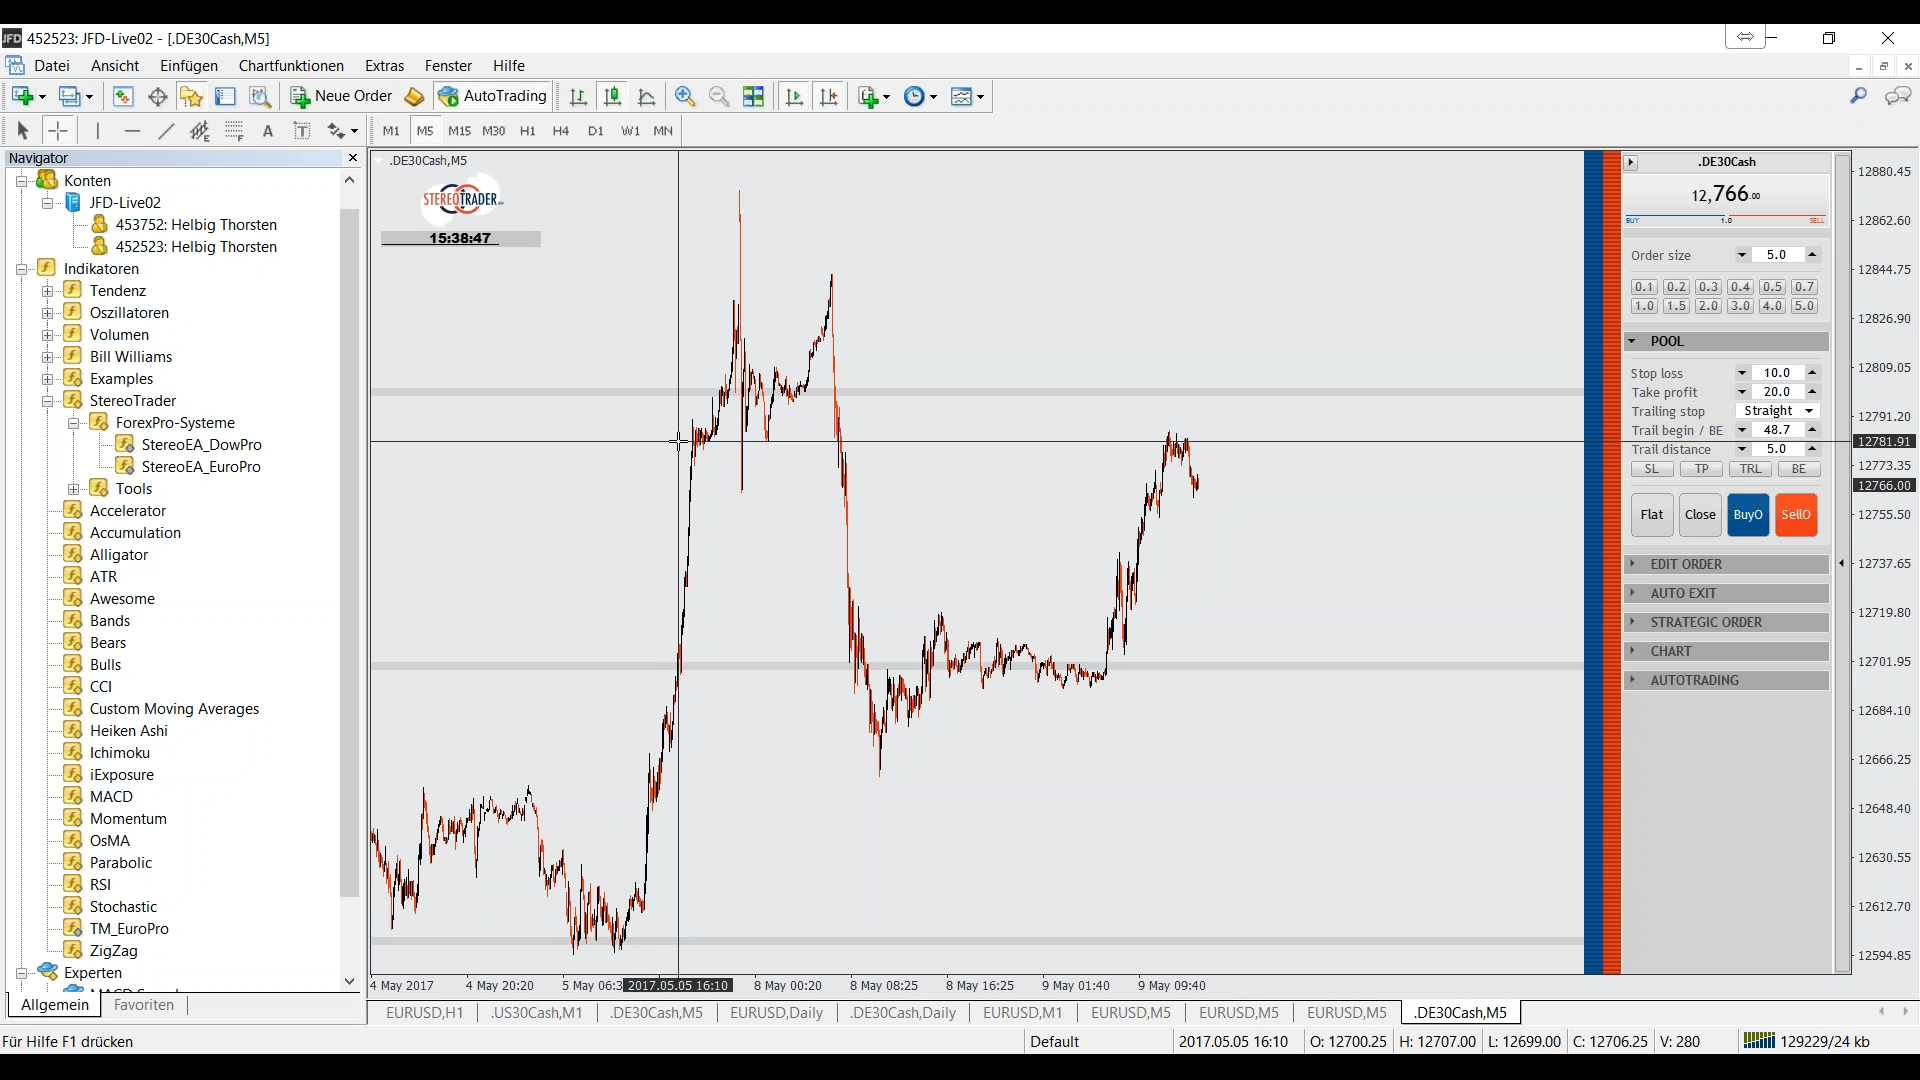 452523: JFD-Live02 - [.DE30Cash,M5]
Datei Ansicht Einfügen Chartfunktionen Extras Fenster Hilfe
Neue Order AutoTrading
M1 M5 M15 M30 H1 H4 D1 W1 MN
Navigator
Konten
JFD-Live02
453752: Helbig Thorsten
452523: Helbig Thorsten
Indikatoren
Tendenz
Oszillatoren
Volumen
Bill Williams
Examples
StereoTrader
ForexPro-Systeme
StereoEA_DowPro
StereoEA_EuroPro
Tools
Accelerator
Accumulation
Alligator
ATR
Awesome
Bands
Bears
Bulls
CCI
Custom Moving Averages
Heiken Ashi
Ichimoku
iExposure
MACD
Momentum
OsMA
Parabolic
RSI
Stochastic
TM_EuroPro
ZigZag
Experten
Allgemein Favoriten
.DE30Cash,M5
STEREOTRADER
15:38:47
.DE30Cash
12,766.00
BUY 1.0 SELL
Order size 5.0
0.1 0.2 0.3 0.4 0.5 0.7
1.0 1.5 2.0 3.0 4.0 5.0
POOL
Stop loss 10.0
Take profit 20.0
Trailing stop Straight
Trail begin / BE 48.7
Trail distance 5.0
SL TP TRL BE
Flat Close BuyO SellO
EDIT ORDER
AUTO EXIT
STRATEGIC ORDER
CHART
AUTOTRADING
12880.45
12862.60
12844.75
12826.90
12809.05
12791.20
12781.91
12773.35
12766.00
12755.50
12737.65
12719.80
12701.95
12684.10
12666.25
12648.40
12630.55
12612.70
12594.85
4 May 2017 4 May 20:20 5 May 06:3 2017.05.05 16:10 8 May 00:20 8 May 08:25 8 May 16:25 9 May 01:40 9 May 09:40
EURUSD,H1 .US30Cash,M1 .DE30Cash,M5 EURUSD,Daily .DE30Cash,Daily EURUSD,M1 EURUSD,M5 EURUSD,M5 EURUSD,M5 .DE30Cash,M5
Für Hilfe F1 drücken Default 2017.05.05 16:10 O: 12700.25 H: 12707.00 L: 12699.00 C: 12706.25 V: 280 129229/24 kb